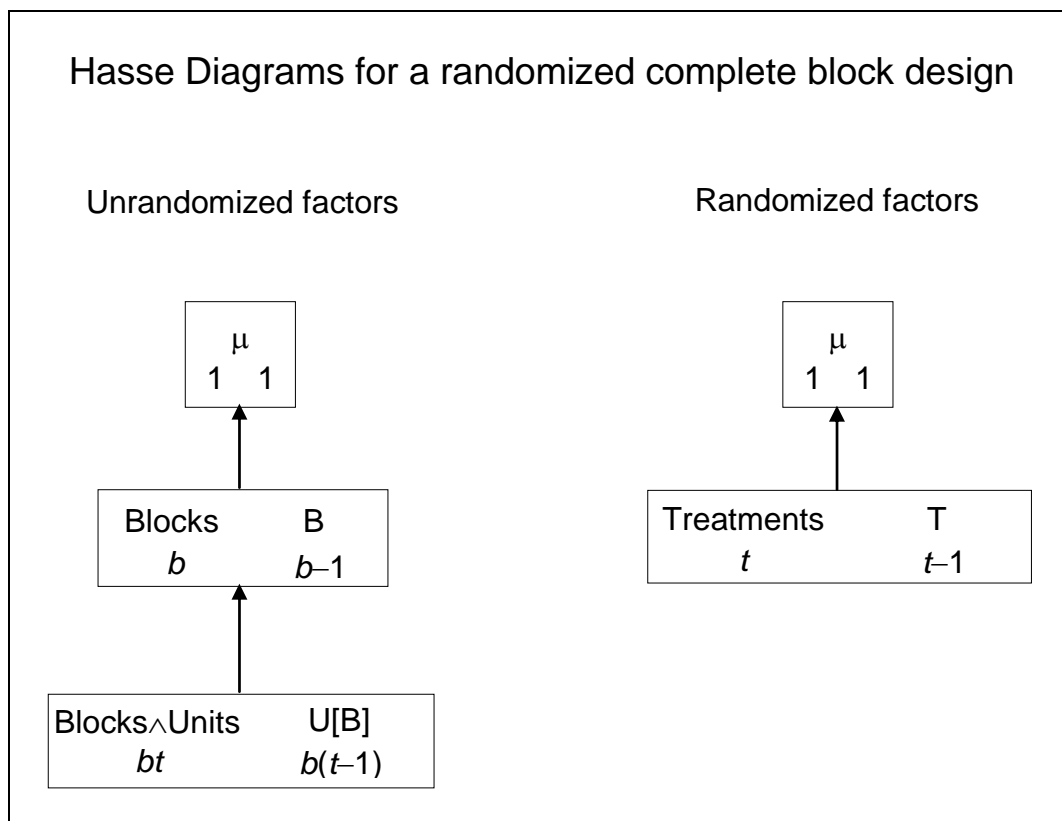 Hasse Diagrams for a randomized complete block design
Unrandomized factors
μ
1 1
Blocks B
b b–1
Blocks∧Units U[B]
bt b(t–1)
Randomized factors
μ
1 1
Treatments T
t t–1